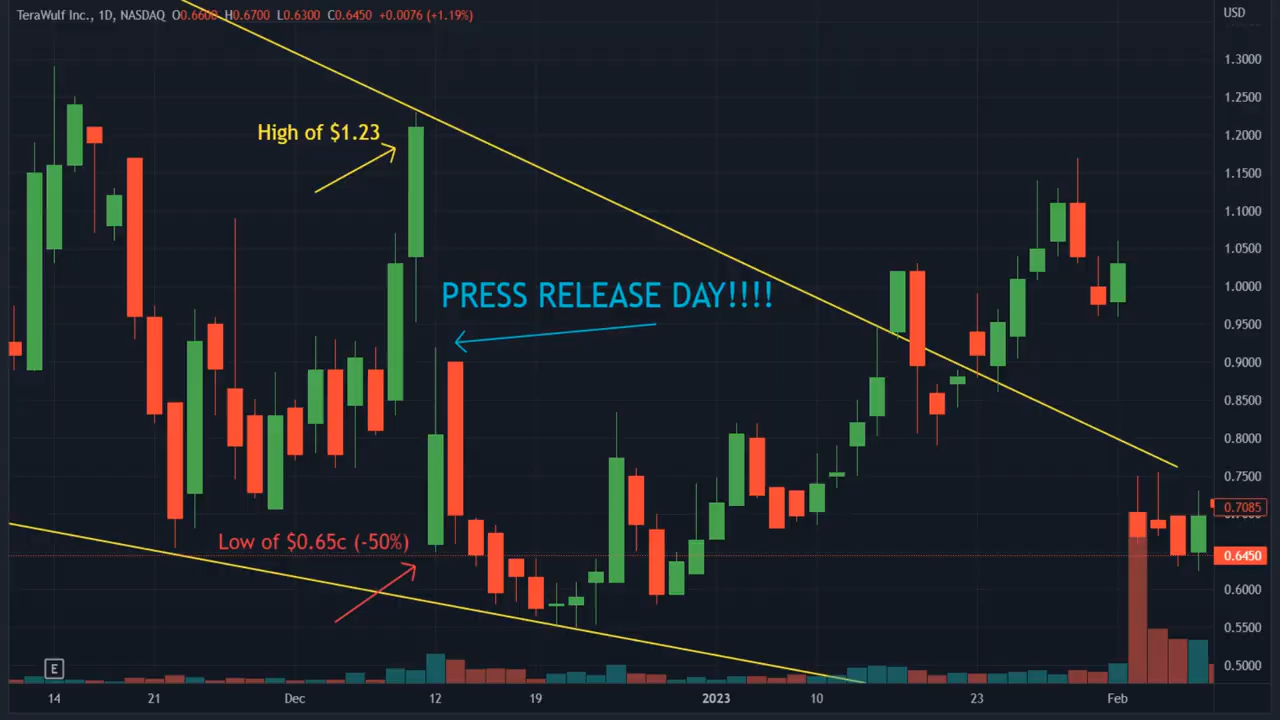 TeraWulf Inc., 1D, NASDAQ O0.6600 H0.6700 L0.6300 C0.6450 +0.0076 (+1.19%)
USD
1.3000
1.2500
High of $1.23
1.2000
1.1500
1.1000
1.0500
PRESS RELEASE DAY!!!!
1.0000
0.9500
0.9000
0.8500
0.8000
0.7500
0.7085
Low of $0.65c (-50%)
0.6450
0.6000
0.5500
0.5000
E
14 21 Dec 12 19 2023 10 23 Feb